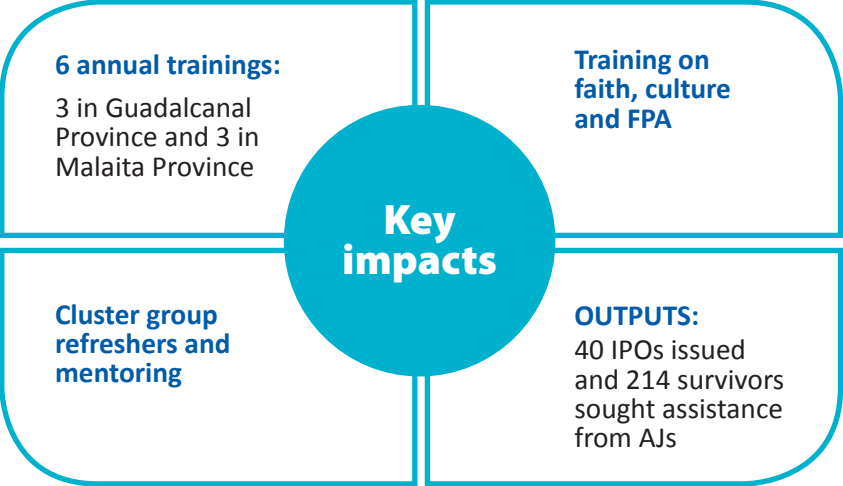 6 annual trainings:
3 in Guadalcanal
Province and 3 in
Malaita Province
Training on
faith, culture
and FPA
Key
impacts
Cluster group
refreshers and
mentoring
OUTPUTS:
40 IPOs issued
and 214 survivors
sought assistance
from AJs